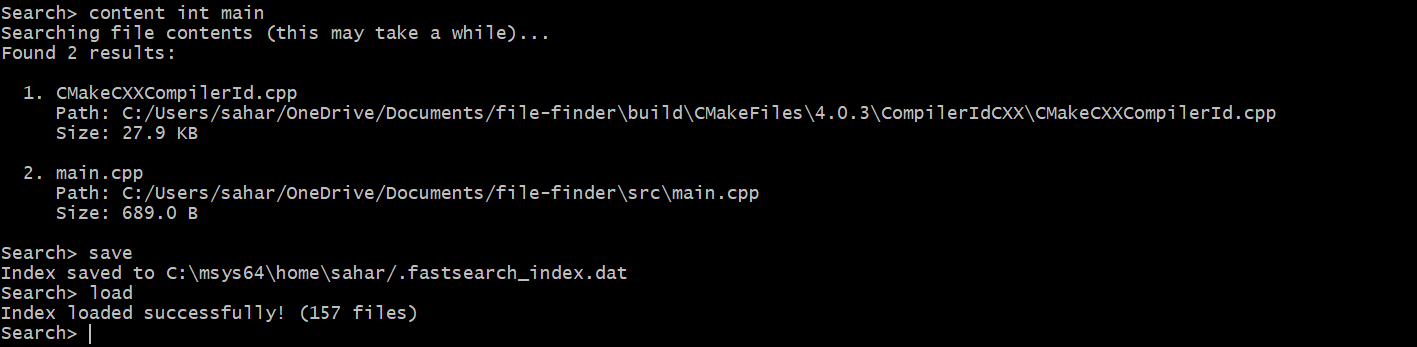 Search> content int main
Searching file contents (this may take a while)...
Found 2 results:
1. CMakeCXXCompilerId.cpp
Path: C:/Users/sahar/OneDrive/Documents/file-finder\build\CMakeFiles\4.0.3\CompilerIdCXX\CMakeCXXCompilerId.cpp
Size: 27.9 KB
2. main.cpp
Path: C:/Users/sahar/OneDrive/Documents/file-finder\src\main.cpp
Size: 689.0 B
Search> save
Index saved to C:\msys64\home\sahar/.fastsearch_index.dat
Search> load
Index loaded successfully! (157 files)
Search>